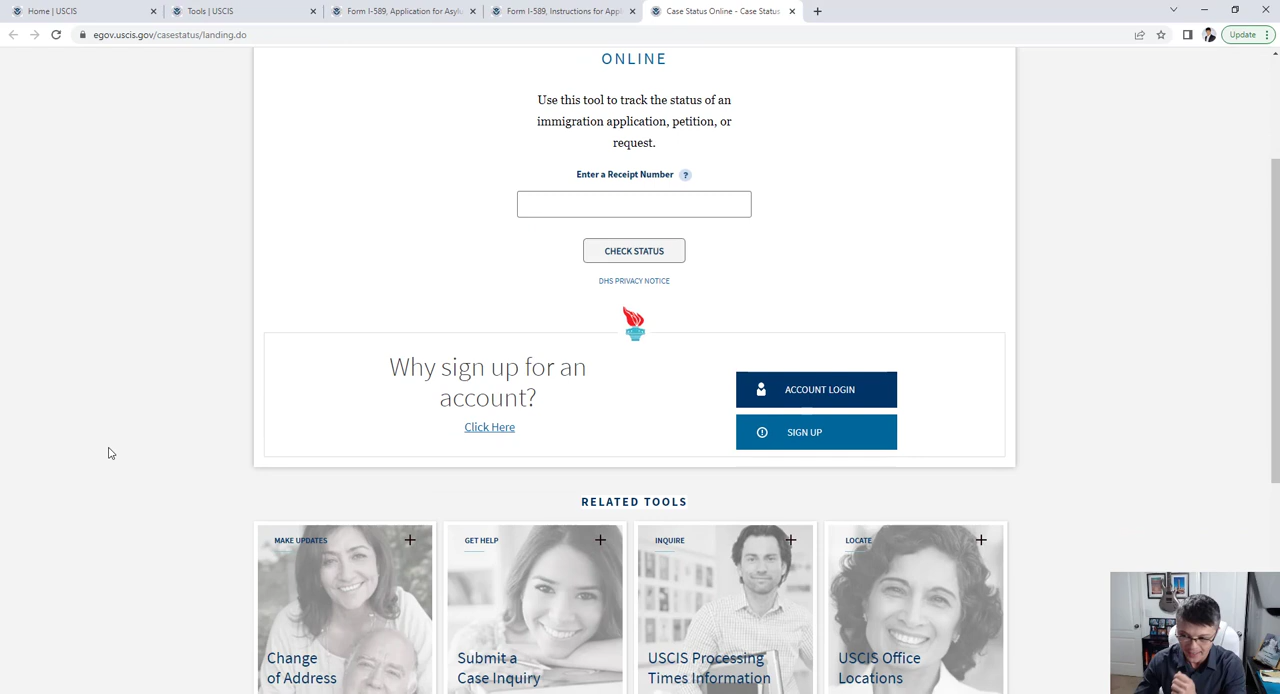 Home | USCIS
Tools | USCIS
Form I-589, Application for Asylu
Form I-589, Instructions for Appl
Case Status Online - Case Status
egov.uscis.gov/casestatus/landing.do
Update
ONLINE
Use this tool to track the status of an
immigration application, petition, or
request.
Enter a Receipt Number ?
CHECK STATUS
DHS PRIVACY NOTICE
Why sign up for an
account?
Click Here
ACCOUNT LOGIN
SIGN UP
RELATED TOOLS
MAKE UPDATES
Change
of Address
GET HELP
Submit a
Case Inquiry
INQUIRE
USCIS Processing
Times Information
LOCATE
USCIS Office
Locations